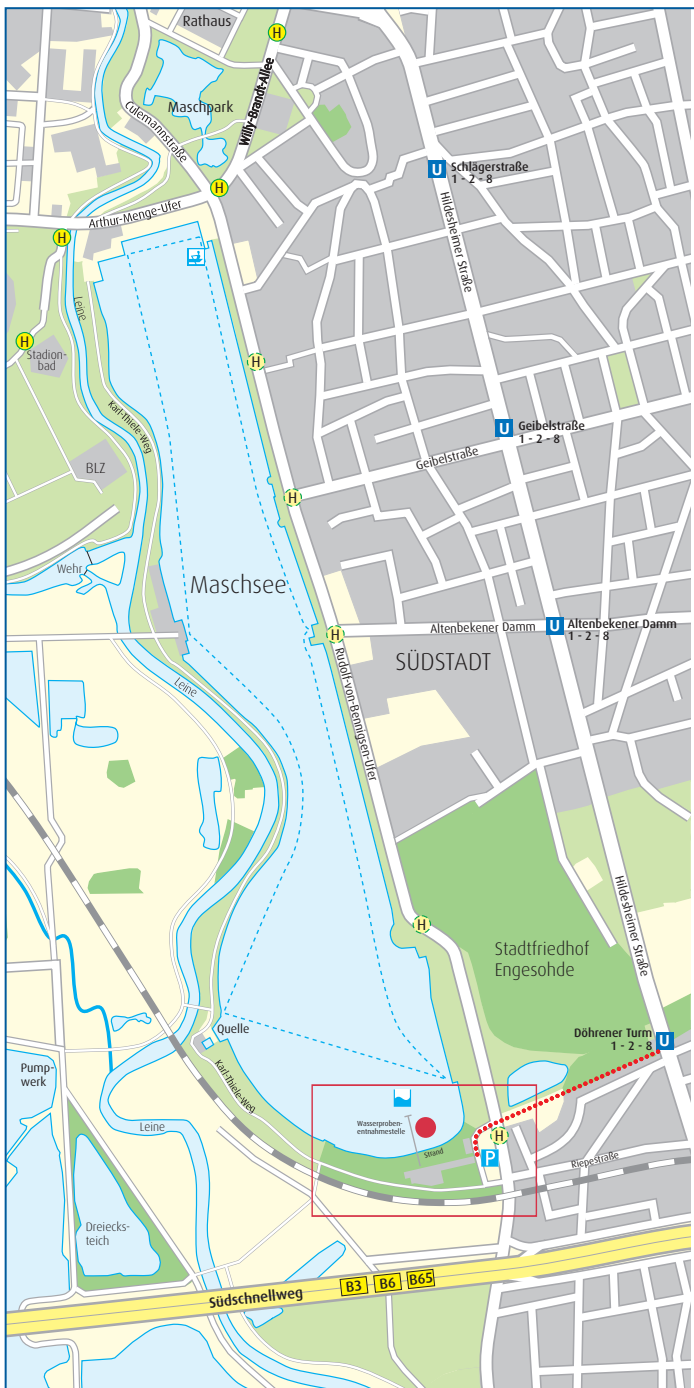 Rathaus
H
Maschpark
Willy-Brandt-Allee
Culemannstraße
U
Schlägerstraße
1 - 2 - 8
H
Arthur-Menge-Ufer
Hildesheimer Straße
H
Leine
H
Stadion-
bad
H
Karl-Thiele-Weg
U
Geibelstraße
1 - 2 - 8
Geibelstraße
BLZ
H
Wehr
Maschsee
H
Altenbekener Damm
U
Altenbekener Damm
1 - 2 - 8
SÜDSTADT
Leine
Rudolf-von-Bennigsen-Ufer
H
Hildesheimer Straße
Stadtfriedhof
Engesohde
Quelle
Döhrener Turm
1 - 2 - 8
U
Pump-
werk
Karl-Thiele-Weg
Leine
Wasserproben-
entnahmestelle
H
Strand
P
Riepestraße
Dreiecks-
teich
Südschnellweg
B3
B6
B65